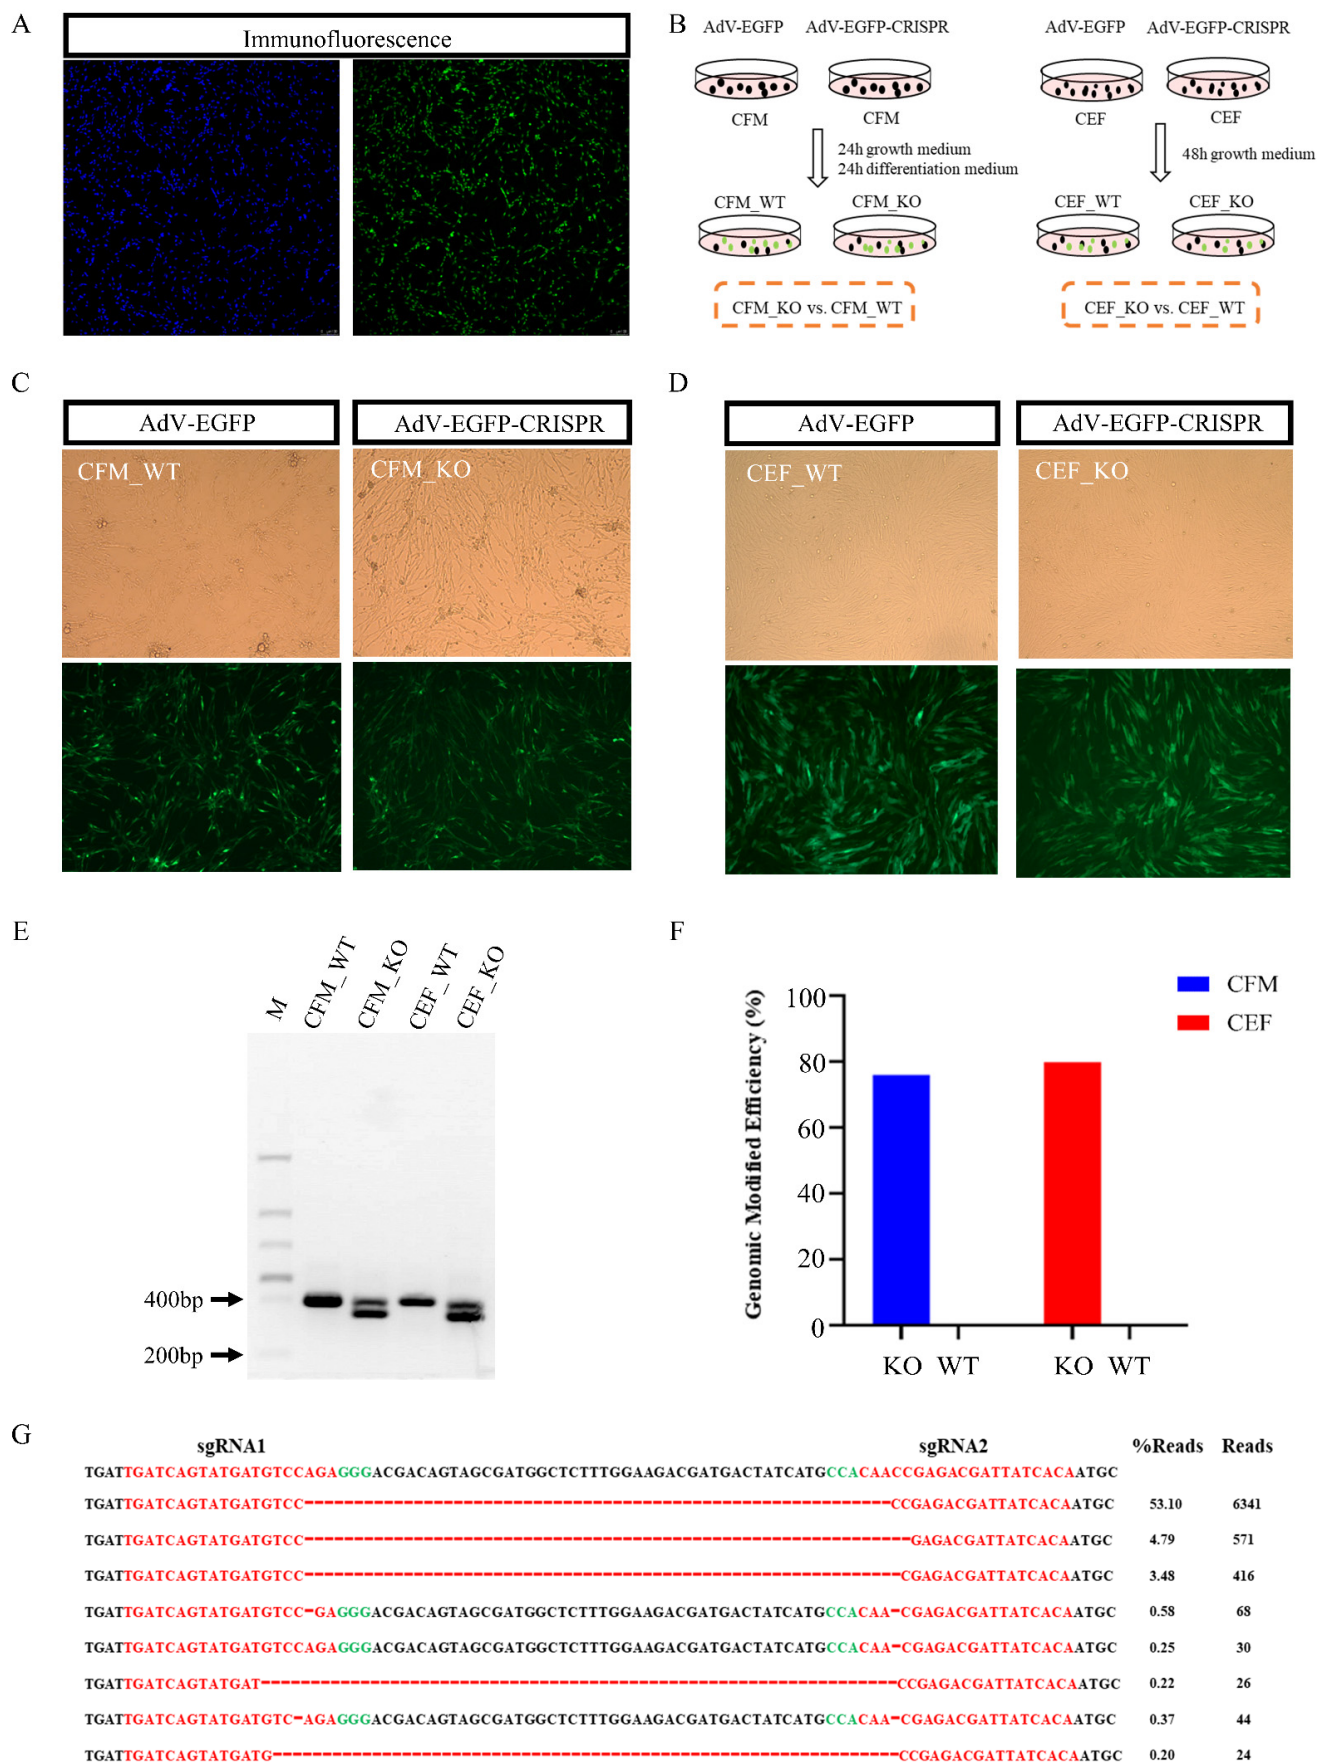 A
Immunofluorescence
B
AdV-EGFP AdV-EGFP-CRISPR AdV-EGFP AdV-EGFP-CRISPR
CFM CFM CEF CEF
24h growth medium
24h differentiation medium
48h growth medium
CFM_WT CFM_KO CEF_WT CEF_KO
CFM_KO vs. CFM_WT
CEF_KO vs. CEF_WT
C
AdV-EGFP AdV-EGFP-CRISPR
CFM_WT CFM_KO
D
AdV-EGFP AdV-EGFP-CRISPR
CEF_WT CEF_KO
E
M CFM_WT CFM_KO CEF_WT CEF_KO
400bp
200bp
F
Genomic Modified Efficiency (%)
100
80
60
40
20
0
KO WT KO WT
CFM
CEF
G
sgRNA1 sgRNA2 %Reads Reads
TGATTGATCAGTATGATGTCCAGAGGGACGACAGTAGCGATGGCTCTTTGGAAGACGATGACTATCATGCCACAACCGAGACGATTATCACAATGC
TGATTGATCAGTATGATGTCC------------------------------------------------------CCGAGACGATTATCACAATGC 53.10 6341
TGATTGATCAGTATGATGTCC--------------------------------------------------------GAGACGATTATCACAATGC 4.79 571
TGATTGATCAGTATGATGTCC-------------------------------------------------------CGAGACGATTATCACAATGC 3.48 416
TGATTGATCAGTATGATGTCC-GAGGGACGACAGTAGCGATGGCTCTTTGGAAGACGATGACTATCATGCCACAA-CGAGACGATTATCACAATGC 0.58 68
TGATTGATCAGTATGATGTCCAGAGGGACGACAGTAGCGATGGCTCTTTGGAAGACGATGACTATCATGCCACAA-CGAGACGATTATCACAATGC 0.25 30
TGATTGATCAGTATGAT----------------------------------------------------------CCGAGACGATTATCACAATGC 0.22 26
TGATTGATCAGTATGATGTC-AGAGGGACGACAGTAGCGATGGCTCTTTGGAAGACGATGACTATCATGCCACAA-CGAGACGATTATCACAATGC 0.37 44
TGATTGATCAGTATGATG---------------------------------------------------------CCGAGACGATTATCACAATGC 0.20 24